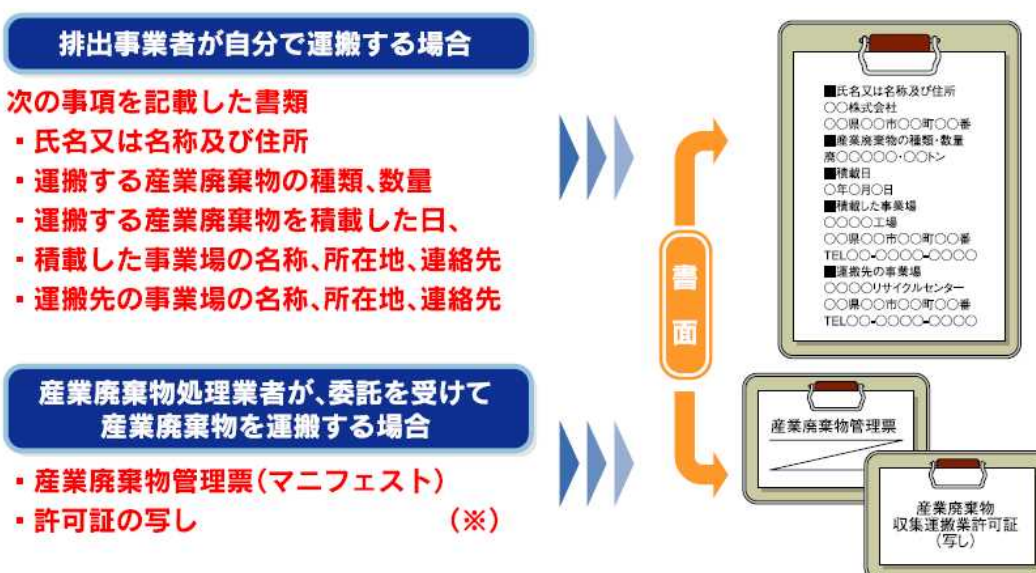 排出事業者が自分で運搬する場合
次の事項を記載した書類
・氏名又は名称及び住所
・運搬する産業廃棄物の種類、数量
・運搬する産業廃棄物を積載した日、
・積載した事業場の名称、所在地、連絡先
・運搬先の事業場の名称、所在地、連絡先
産業廃棄物処理業者が、委託を受けて
産業廃棄物を運搬する場合
・産業廃棄物管理票(マニフェスト)
・許可証の写し (※)
書面
■氏名又は名称及び住所
○○株式会社
○○県○○市○○町○○番
■産業廃棄物の種類・数量
廃○○○○○・○○トン
■積載日
○年○月○日
■積載した事業場
○○○○工場
○○県○○市○○町○○番
TEL○○-○○○○-○○○○
■運搬先の事業場
○○○○リサイクルセンター
○○県○○市○○町○○番
TEL○○-○○○○-○○○○
産業廃棄物管理票
産業廃棄物
収集運搬業許可証
(写し)